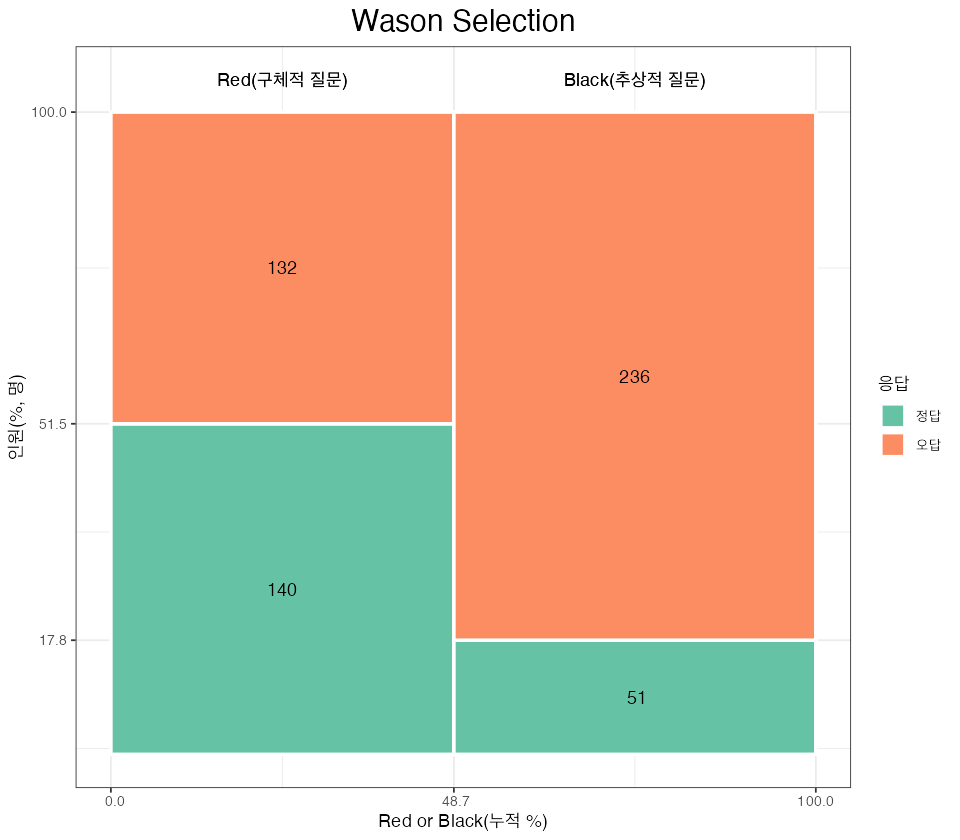 Wason Selection
Red(구체적 질문)
Black(추상적 질문)
100.0
132
236
인원(%, 명)
51.5
응답
정답
오답
140
17.8
51
0.0
48.7
100.0
Red or Black(누적 %)